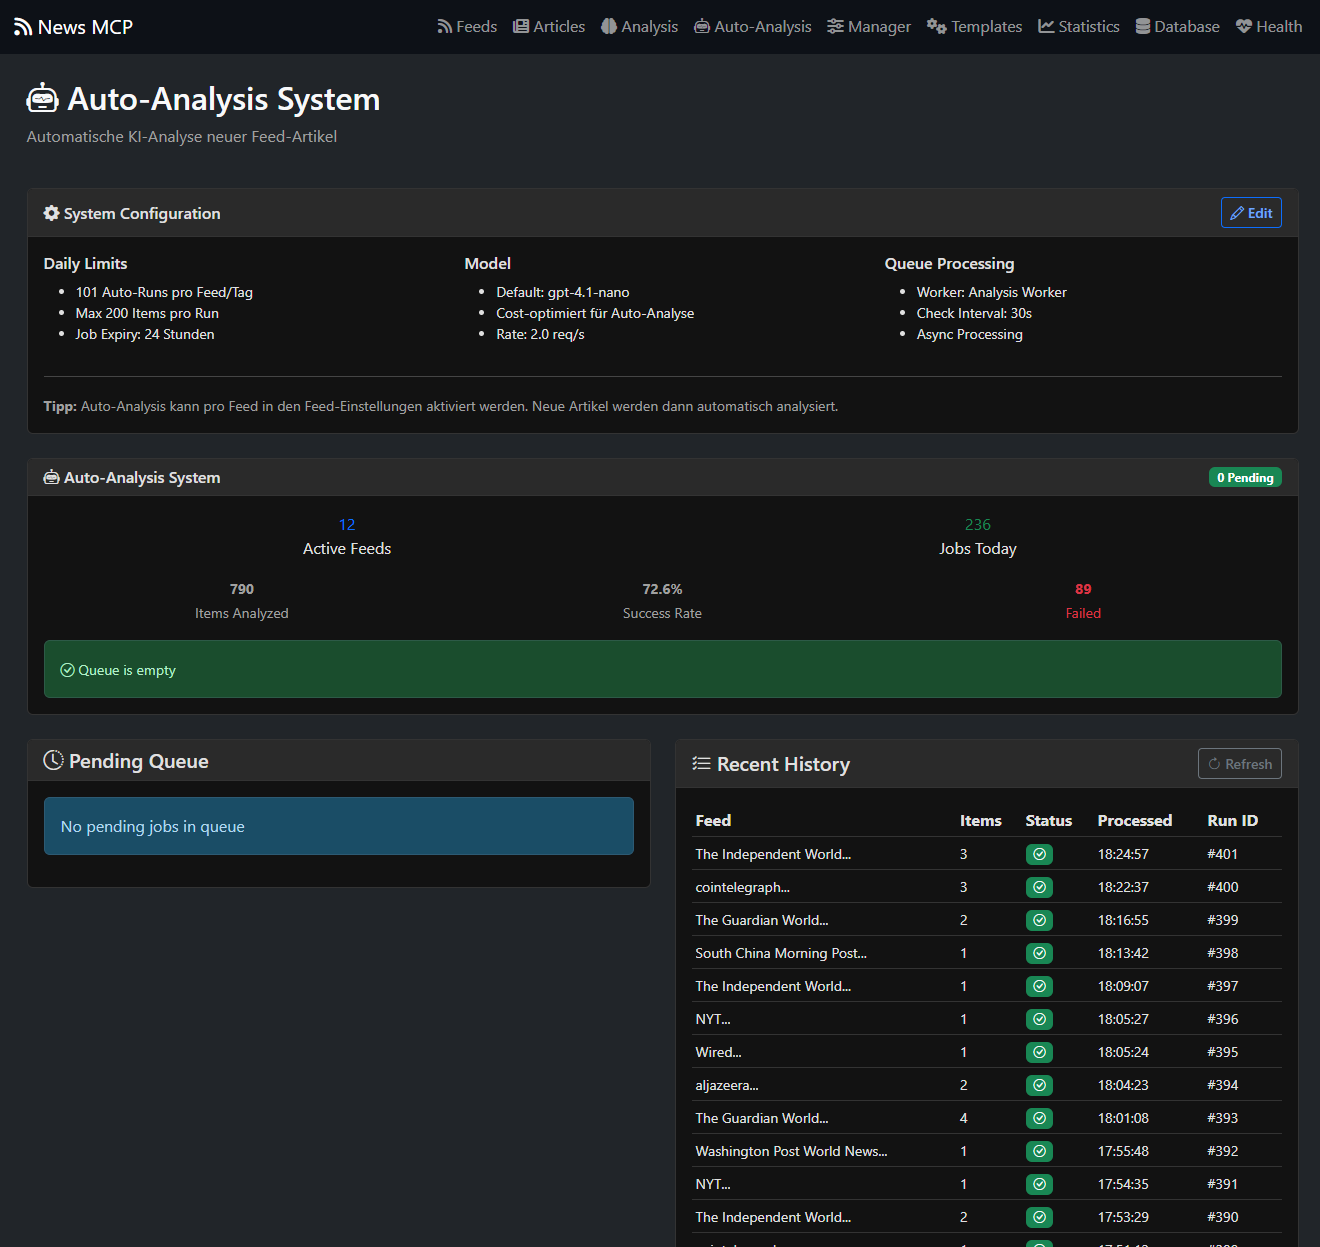 News MCP
Feeds Articles Analysis Auto-Analysis Manager Templates Statistics Database Health
Auto-Analysis System
Automatische KI-Analyse neuer Feed-Artikel
System Configuration
Edit
Daily Limits
101 Auto-Runs pro Feed/Tag
Max 200 Items pro Run
Job Expiry: 24 Stunden
Model
Default: gpt-4.1-nano
Cost-optimiert für Auto-Analyse
Rate: 2.0 req/s
Queue Processing
Worker: Analysis Worker
Check Interval: 30s
Async Processing
Tipp: Auto-Analysis kann pro Feed in den Feed-Einstellungen aktiviert werden. Neue Artikel werden dann automatisch analysiert.
Auto-Analysis System
0 Pending
12
Active Feeds
236
Jobs Today
790
Items Analyzed
72.6%
Success Rate
89
Failed
Queue is empty
Pending Queue
No pending jobs in queue
Recent History
Refresh
Feed Items Status Processed Run ID
The Independent World... 3 18:24:57 #401
cointelegraph... 3 18:22:37 #400
The Guardian World... 2 18:16:55 #399
South China Morning Post... 1 18:13:42 #398
The Independent World... 1 18:09:07 #397
NYT... 1 18:05:27 #396
Wired... 1 18:05:24 #395
aljazeera... 2 18:04:23 #394
The Guardian World... 4 18:01:08 #393
Washington Post World News... 1 17:55:48 #392
NYT... 1 17:54:35 #391
The Independent World... 2 17:53:29 #390